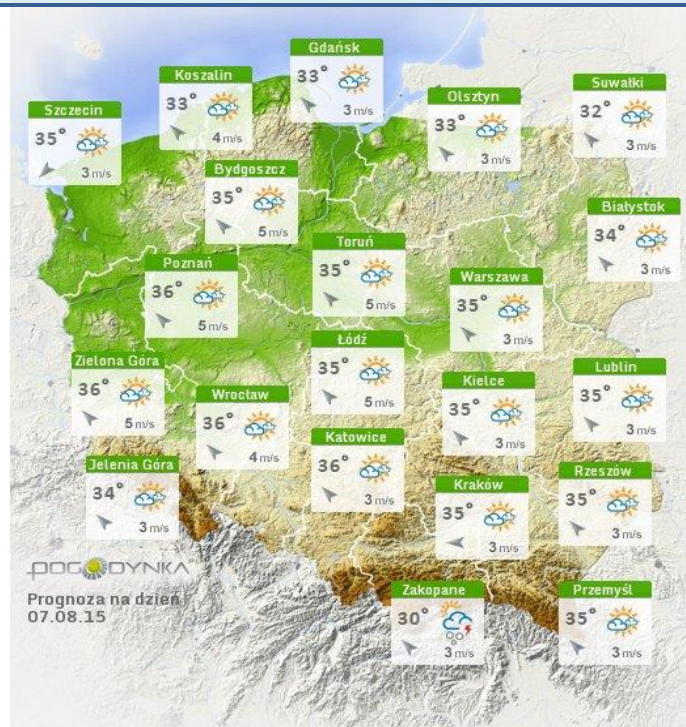 Gdańsk
33°
3 m/s
Koszalin
33°
4 m/s
Suwałki
32°
3 m/s
Olsztyn
33°
3 m/s
Szczecin
35°
3 m/s
Bydgoszcz
35°
5 m/s
Białystok
34°
3 m/s
Toruń
35°
5 m/s
Poznań
36°
5 m/s
Warszawa
35°
3 m/s
Łódź
35°
5 m/s
Zielona Góra
36°
5 m/s
Lublin
35°
3 m/s
Kielce
35°
3 m/s
Wrocław
36°
4 m/s
Katowice
36°
3 m/s
Jelenia Góra
34°
3 m/s
Rzeszów
35°
3 m/s
Kraków
35°
3 m/s
POGODYNKA
Prognoza na dzień
07.08.15
Zakopane
30°
3 m/s
Przemyśl
35°
3 m/s